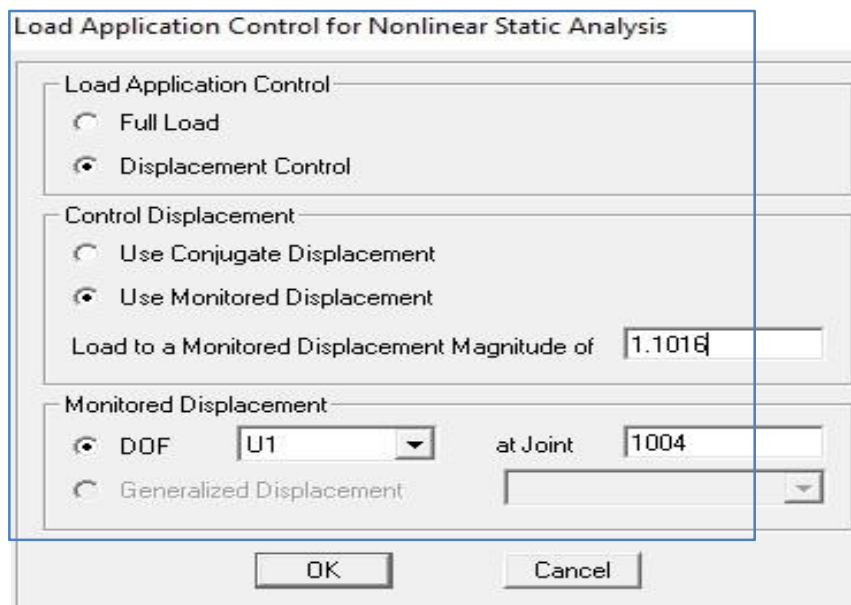 Load Application Control for Nonlinear Static Analysis
Load Application Control
Full Load
Displacement Control
Control Displacement
Use Conjugate Displacement
Use Monitored Displacement
Load to a Monitored Displacement Magnitude of 1.1016
Monitored Displacement
DOF U1 at Joint 1004
Generalized Displacement
OK Cancel